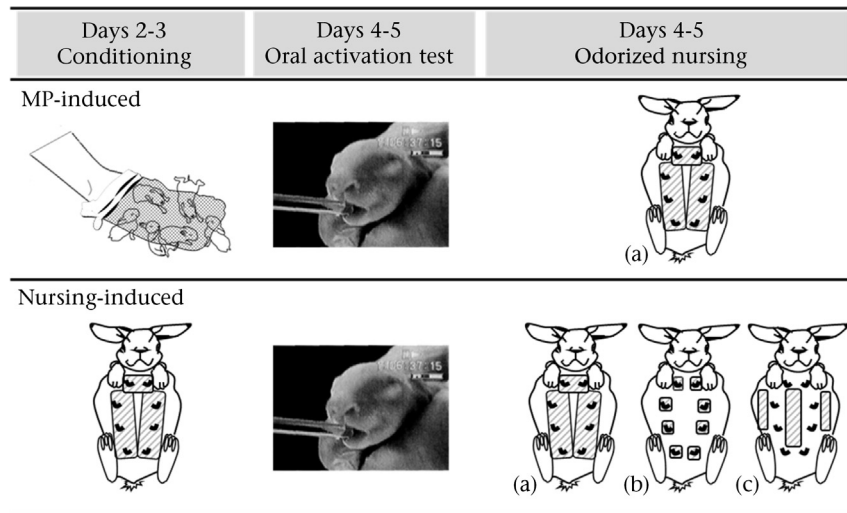 Days 2-3
Conditioning
Days 4-5
Oral activation test
Days 4-5
Odorized nursing
MP-induced
(a)
Nursing-induced
(a)
(b)
(c)